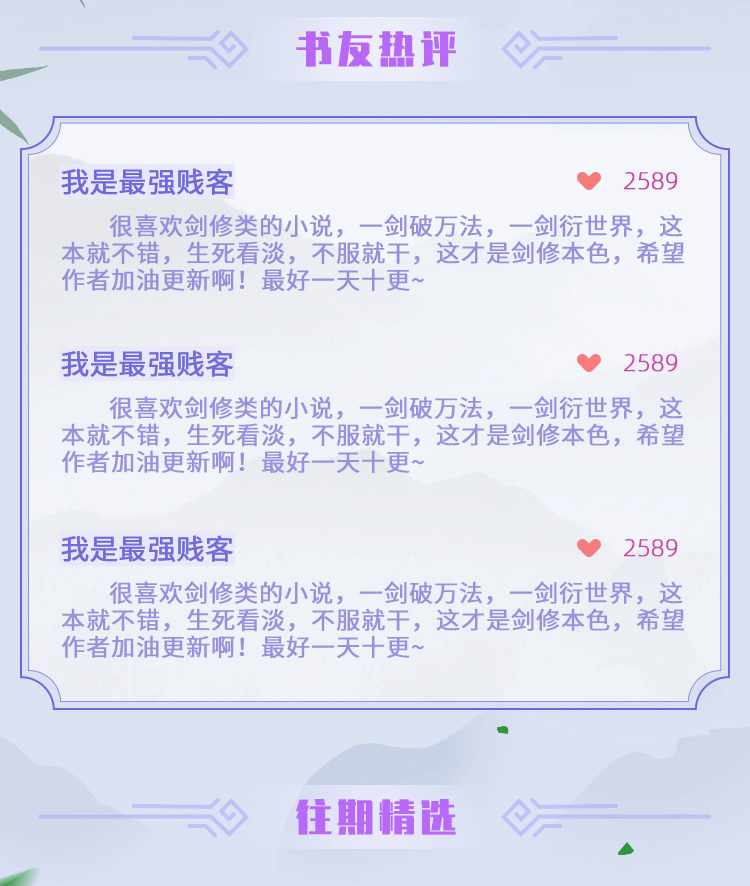 书友热评
我是最强贱客 2589
很喜欢剑修类的小说，一剑破万法，一剑衍世界，这
本就不错，生死看淡，不服就干，这才是剑修本色，希望
作者加油更新啊！最好一天十更~
我是最强贱客 2589
很喜欢剑修类的小说，一剑破万法，一剑衍世界，这
本就不错，生死看淡，不服就干，这才是剑修本色，希望
作者加油更新啊！最好一天十更~
我是最强贱客 2589
很喜欢剑修类的小说，一剑破万法，一剑衍世界，这
本就不错，生死看淡，不服就干，这才是剑修本色，希望
作者加油更新啊！最好一天十更~
往期精选